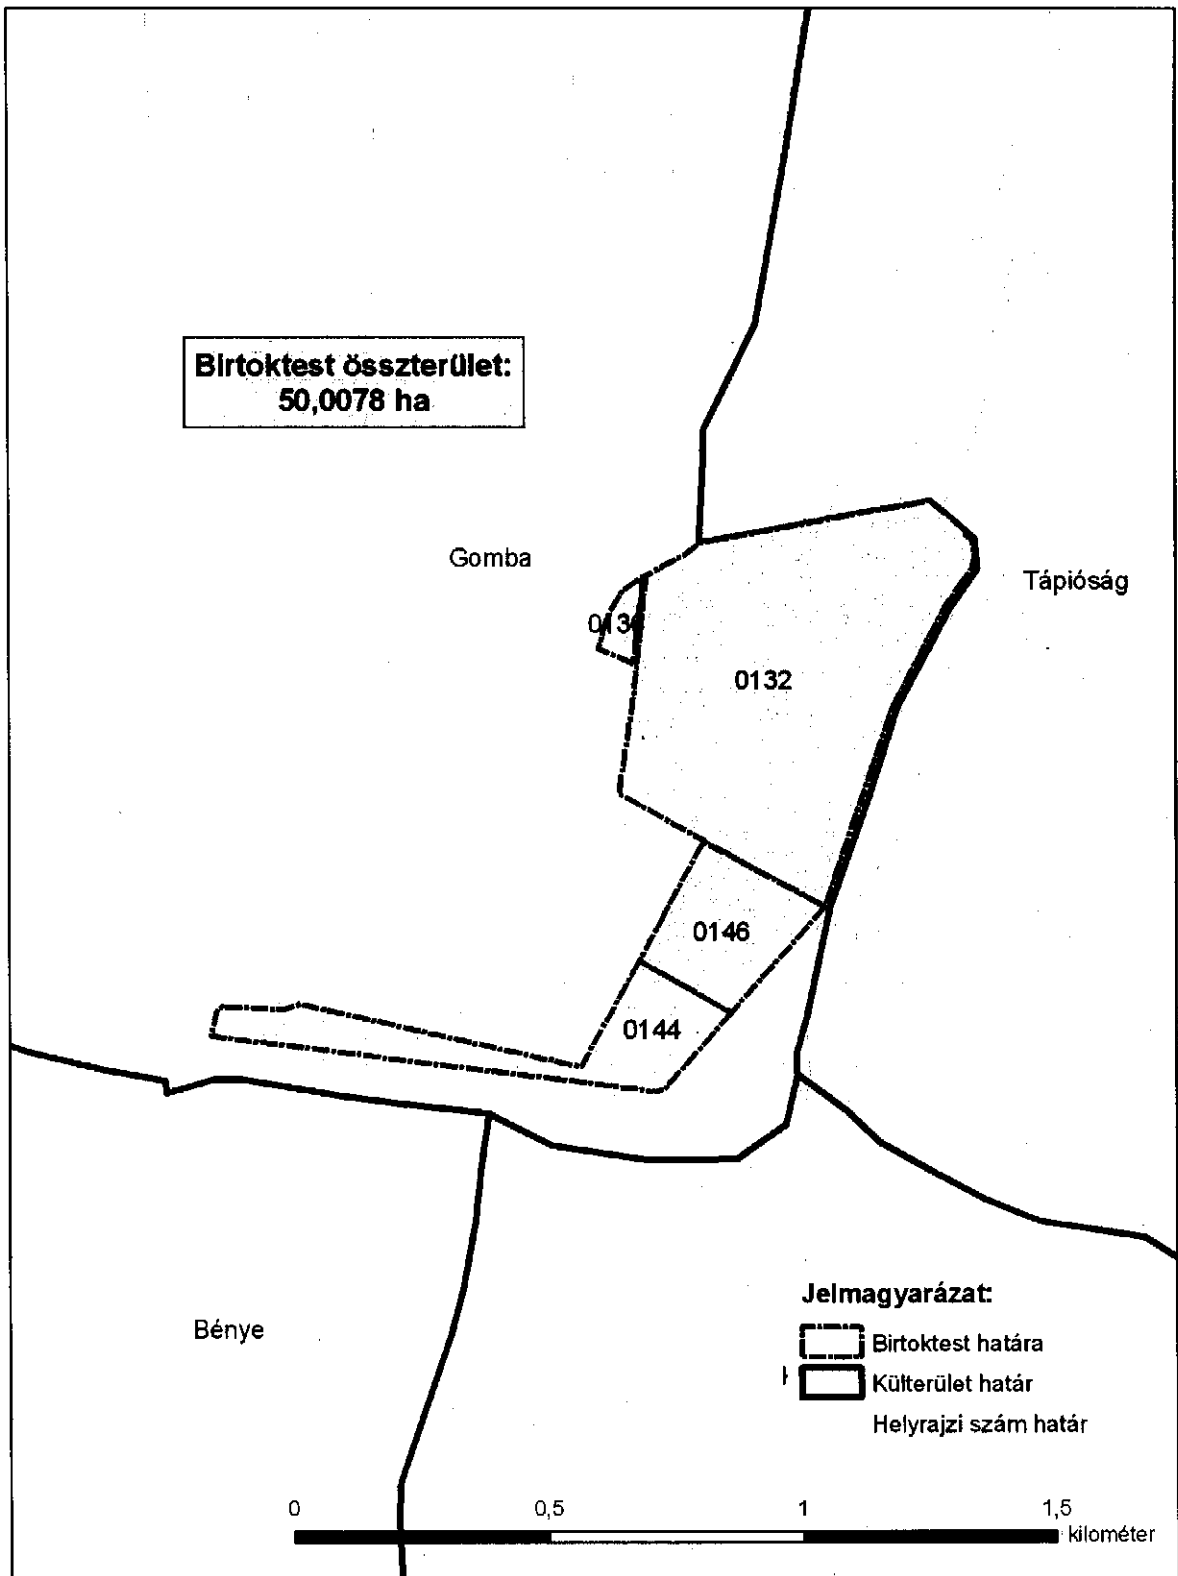 Birtoktest összterület:
50,0078 ha
Gomba
Tápióság
0132
0146
0144
Bénye
Jelmagyarázat:
Birtoktest határa
Külterület határ
Helyrajzi szám határ
0 0,5 1 1,5
kilométer